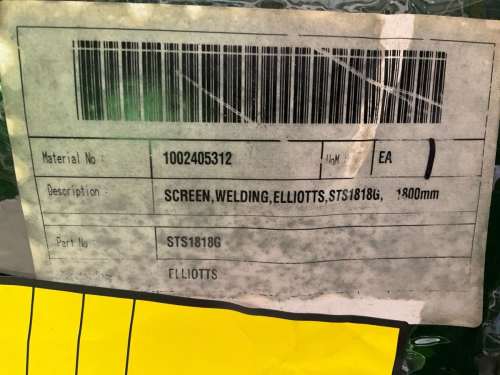 Material No 1002405312 UoM EA
Description SCREEN,WELDING,ELLIOTTS,STS1818G, 1800mm
Part No STS1818G
ELLIOTTS